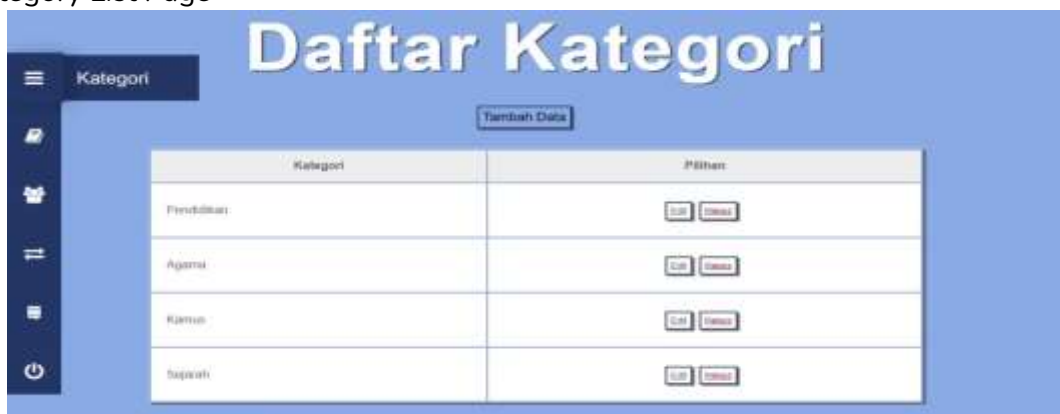 tegory List Page
Daftar Kategori
Kategori
Tambah Data
Kategori Pilihan
Pendidikan Edit Hapus
Agama Edit Hapus
Kamus Edit Hapus
Sejarah Edit Hapus